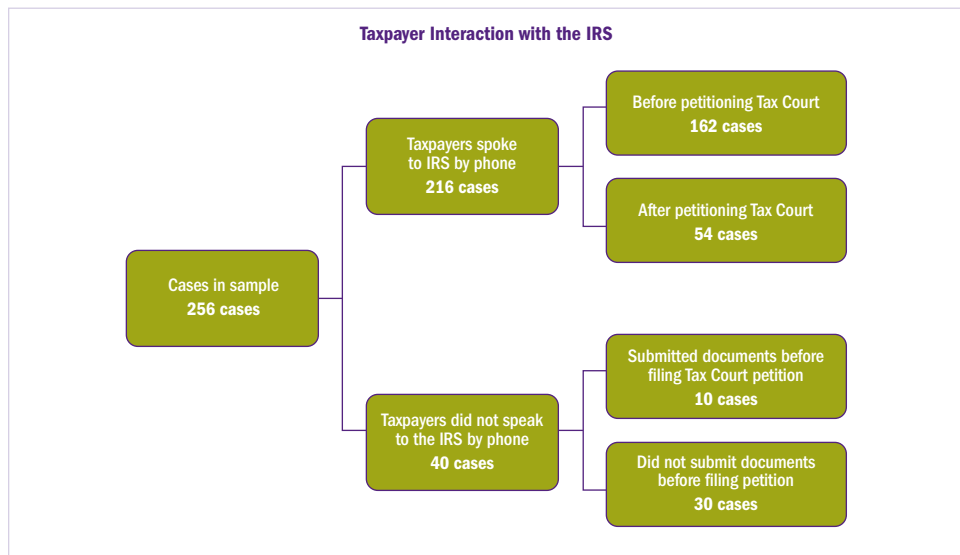 Taxpayer Interaction with the IRS
Cases in sample
256 cases
Taxpayers spoke
to IRS by phone
216 cases
Before petitioning Tax Court
162 cases
After petitioning Tax Court
54 cases
Taxpayers did not speak
to the IRS by phone
40 cases
Submitted documents before
filing Tax Court petition
10 cases
Did not submit documents
before filing petition
30 cases